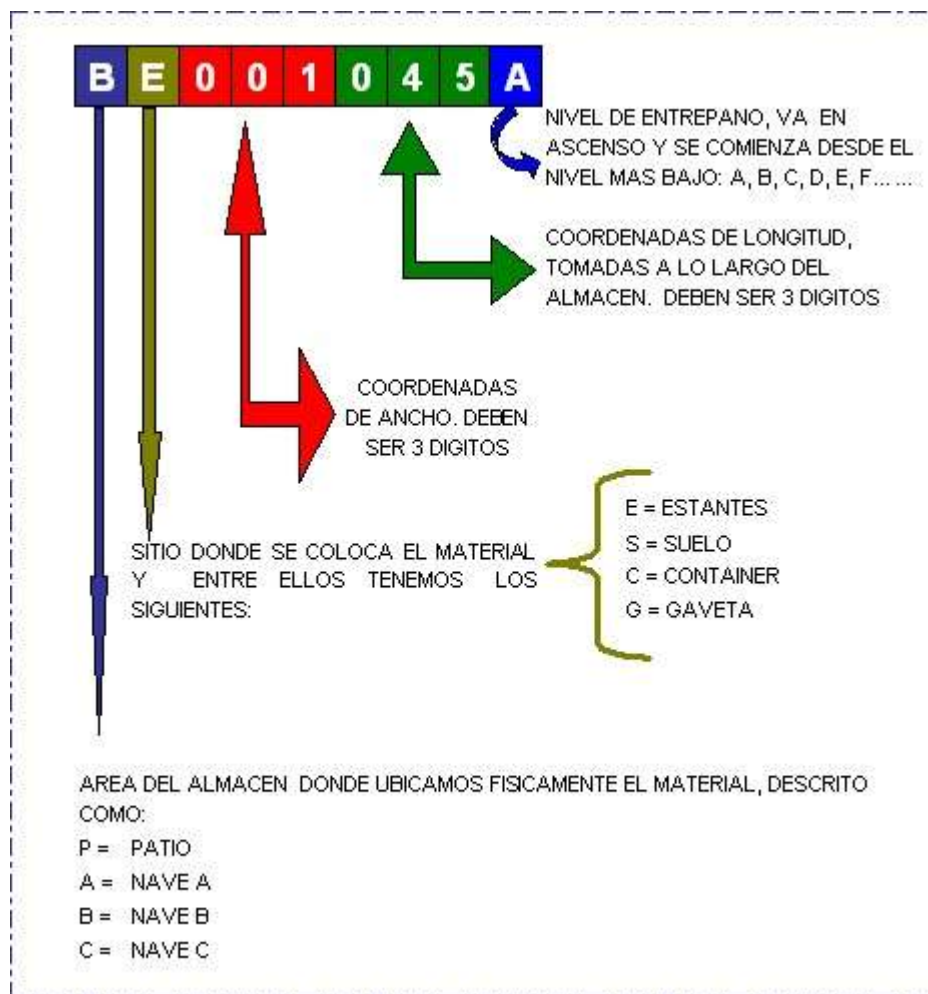 B E 0 0 1 0 4 5 A
NIVEL DE ENTREPANO, VA EN
ASCENSO Y SE COMIENZA DESDE EL
NIVEL MAS BAJO: A, B, C, D, E, F... ...
COORDENADAS DE LONGITUD,
TOMADAS A LO LARGO DEL
ALMACEN. DEBEN SER 3 DIGITOS
COORDENADAS
DE ANCHO. DEBEN
SER 3 DIGITOS
SITIO DONDE SE COLOCA EL MATERIAL
Y ENTRE ELLOS TENEMOS LOS
SIGUIENTES:
E = ESTANTES
S = SUELO
C = CONTAINER
G = GAVETA
AREA DEL ALMACEN DONDE UBICAMOS FISICAMENTE EL MATERIAL, DESCRITO
COMO:
P = PATIO
A = NAVE A
B = NAVE B
C = NAVE C